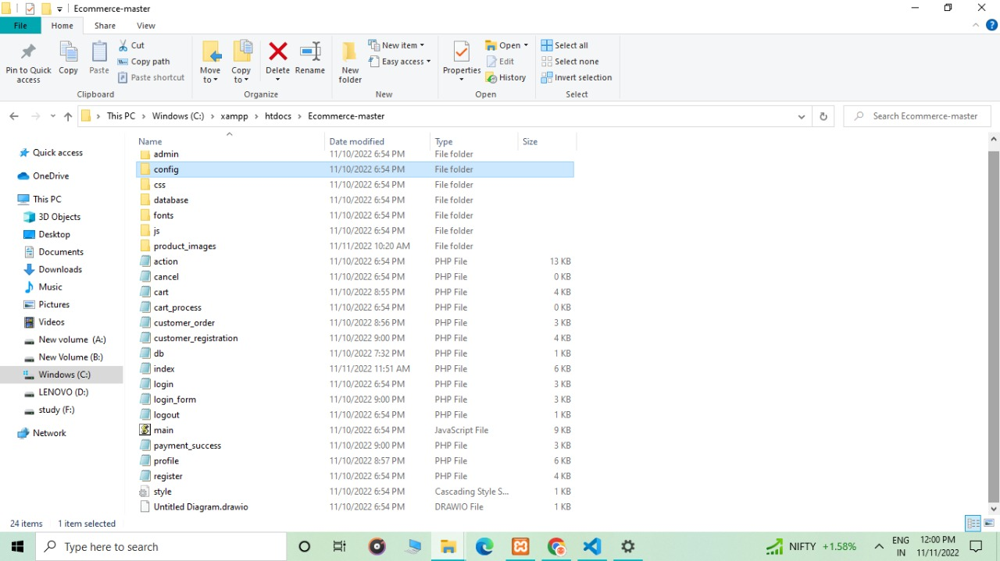 Ecommerce-master
File Home Share View
Pin to Quick access
Copy
Paste
Cut
Copy path
Paste shortcut
Clipboard
Move to
Copy to
Delete
Rename
Organize
New folder
New item
Easy access
New
Properties
Open
Edit
History
Open
Select all
Select none
Invert selection
Select
This PC › Windows (C:) › xampp › htdocs › Ecommerce-master
Search Ecommerce-master
Quick access
OneDrive
This PC
3D Objects
Desktop
Documents
Downloads
Music
Pictures
Videos
New volume (A:)
New Volume (B:)
Windows (C:)
LENOVO (D:)
study (F:)
Network
Name Date modified Type Size
admin 11/10/2022 6:54 PM File folder
config 11/10/2022 6:54 PM File folder
css 11/10/2022 6:54 PM File folder
database 11/10/2022 6:54 PM File folder
fonts 11/10/2022 6:54 PM File folder
js 11/10/2022 6:54 PM File folder
product_images 11/11/2022 10:20 AM File folder
action 11/10/2022 6:54 PM PHP File 13 KB
cancel 11/10/2022 6:54 PM PHP File 0 KB
cart 11/10/2022 8:55 PM PHP File 4 KB
cart_process 11/10/2022 6:54 PM PHP File 0 KB
customer_order 11/10/2022 8:56 PM PHP File 3 KB
customer_registration 11/10/2022 9:00 PM PHP File 4 KB
db 11/10/2022 7:32 PM PHP File 1 KB
index 11/11/2022 11:51 AM PHP File 6 KB
login 11/10/2022 6:54 PM PHP File 3 KB
login_form 11/10/2022 9:00 PM PHP File 3 KB
logout 11/10/2022 6:54 PM PHP File 1 KB
main 11/10/2022 6:54 PM JavaScript File 9 KB
payment_success 11/10/2022 9:00 PM PHP File 3 KB
profile 11/10/2022 8:57 PM PHP File 6 KB
register 11/10/2022 6:54 PM PHP File 4 KB
style 11/10/2022 6:54 PM Cascading Style S... 1 KB
Untitled Diagram.drawio 11/10/2022 6:54 PM DRAWIO File 1 KB
24 items 1 item selected
Type here to search
NIFTY +1.58%
ENG
IN
12:00 PM
11/11/2022